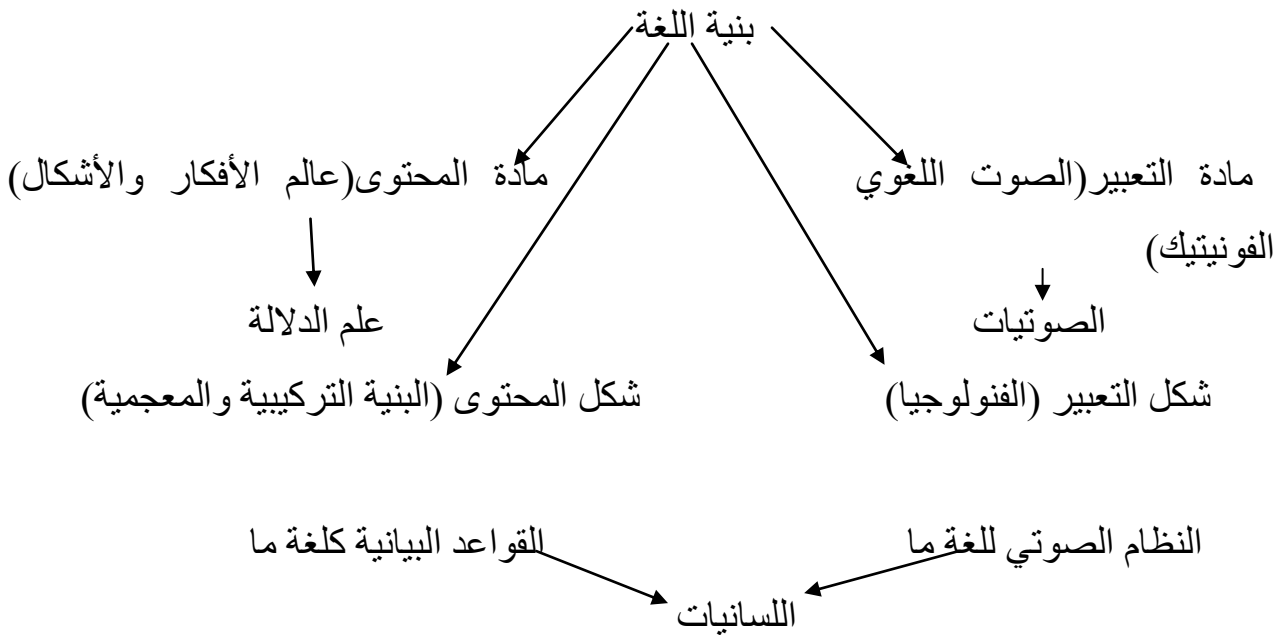 بنية اللغة
مادة التعبير(الصوت اللغوي
الفونيتيك)
مادة المحتوى(عالم الأفكار والأشكال)
الصوتيات
علم الدلالة
شكل التعبير (الفنولوجيا)
شكل المحتوى (البنية التركيبية والمعجمية)
النظام الصوتي للغة ما
القواعد البيانية كلغة ما
اللسانيات